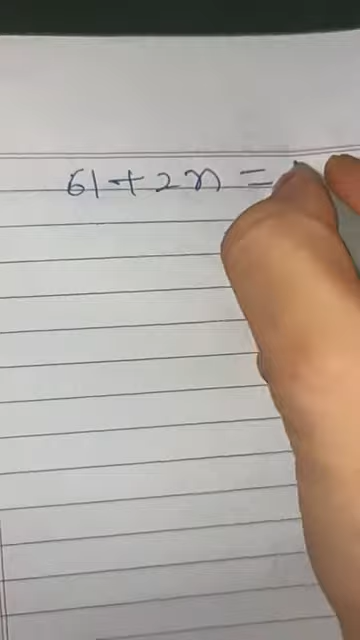 61 + 2n =